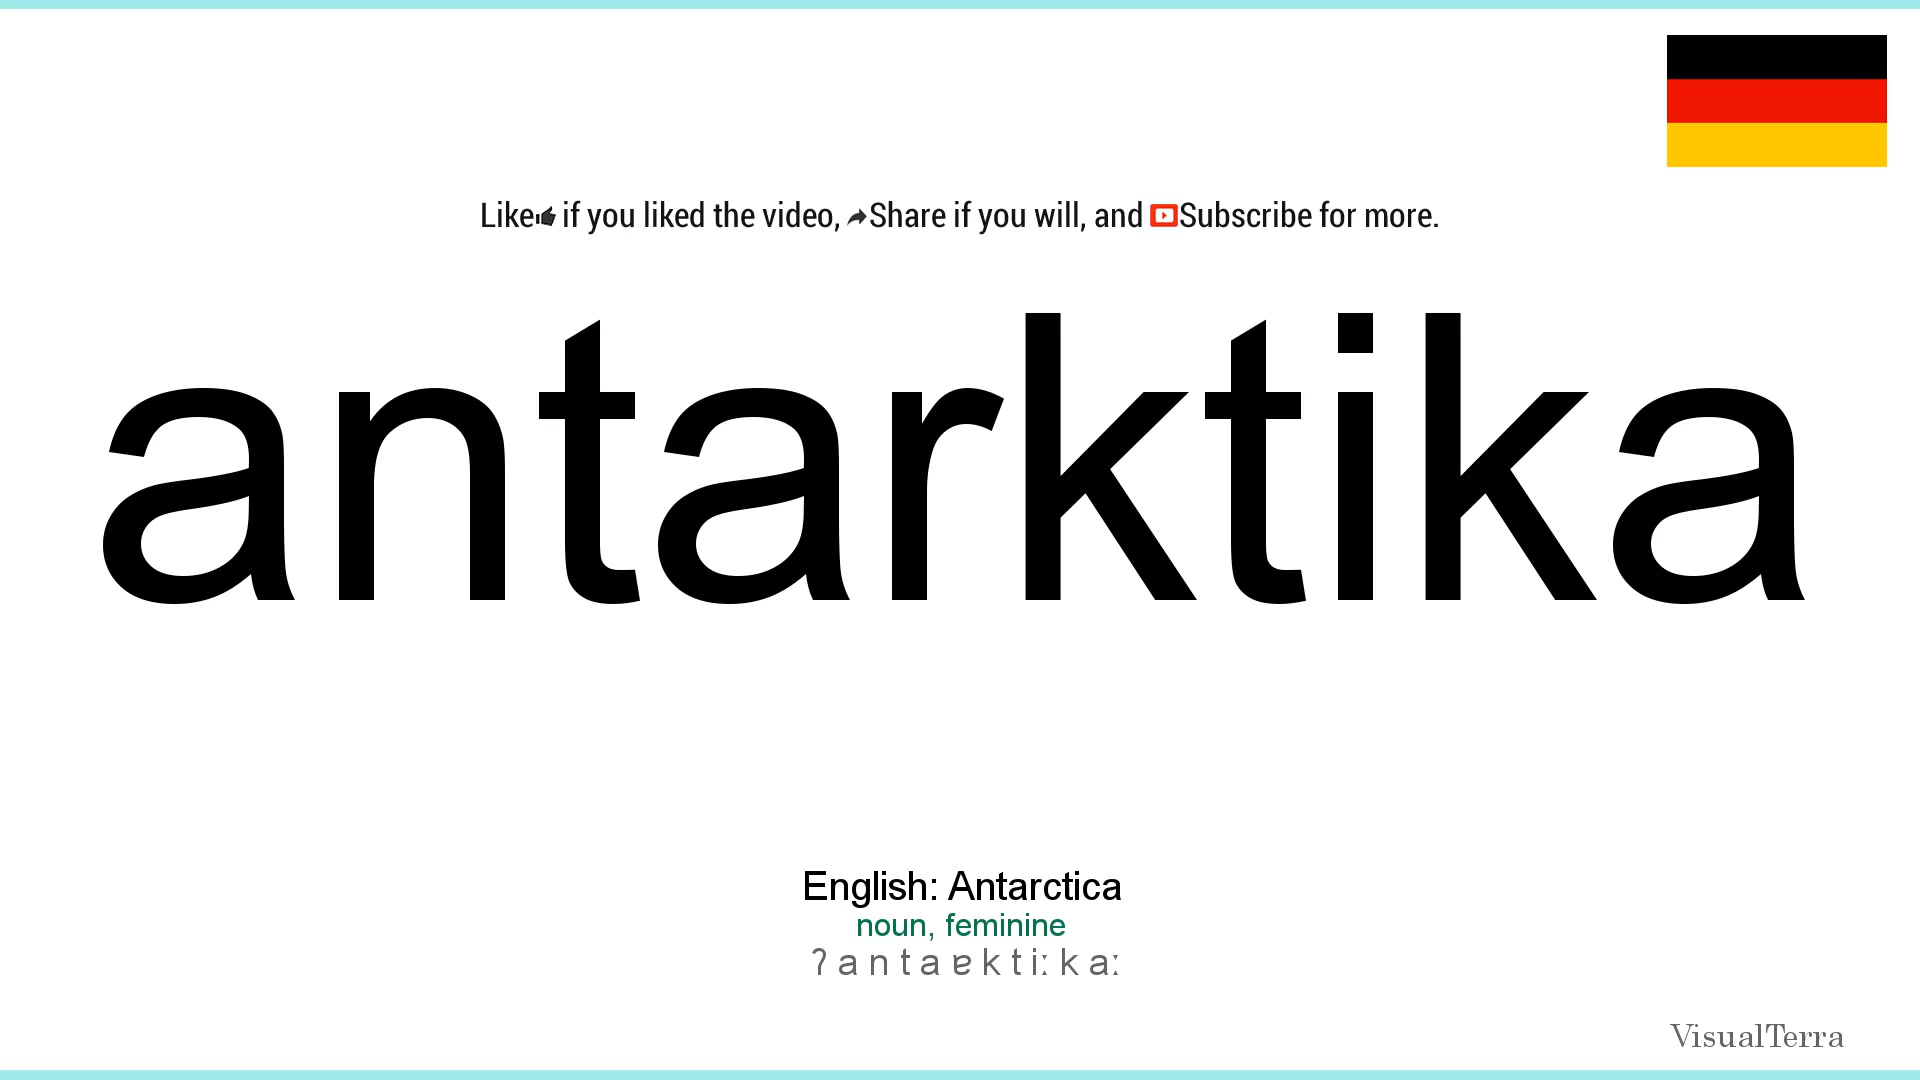 Like if you liked the video, Share if you will, and Subscribe for more.
antarktika
English: Antarctica
noun, feminine
ʔ a n t a ɐ k t iː k aː
VisualTerra